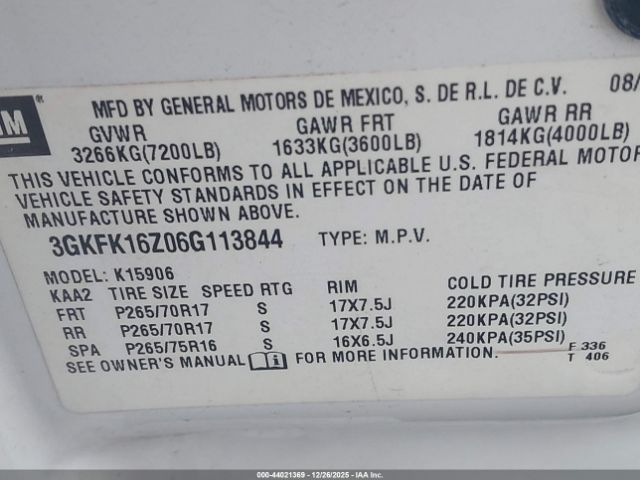 GM
MFD BY GENERAL MOTORS DE MEXICO, S. DE R.L. DE C.V. 08/
GVWR GAWR FRT GAWR RR
3266KG(7200LB) 1633KG(3600LB) 1814KG(4000LB)
THIS VEHICLE CONFORMS TO ALL APPLICABLE U.S. FEDERAL MOTOR
VEHICLE SAFETY STANDARDS IN EFFECT ON THE DATE OF
MANUFACTURE SHOWN ABOVE.
3GKFK16Z06G113844 TYPE: M.P.V.
MODEL: K15906
KAA2 TIRE SIZE SPEED RTG RIM COLD TIRE PRESSURE
FRT P265/70R17 S 17X7.5J 220KPA(32PSI)
RR P265/70R17 S 17X7.5J 220KPA(32PSI)
SPA P265/75R16 S 16X6.5J 240KPA(35PSI)
SEE OWNER'S MANUAL FOR MORE INFORMATION.
F 336
T 406
000-44021369 - 12/26/2025 - IAAI, Inc.